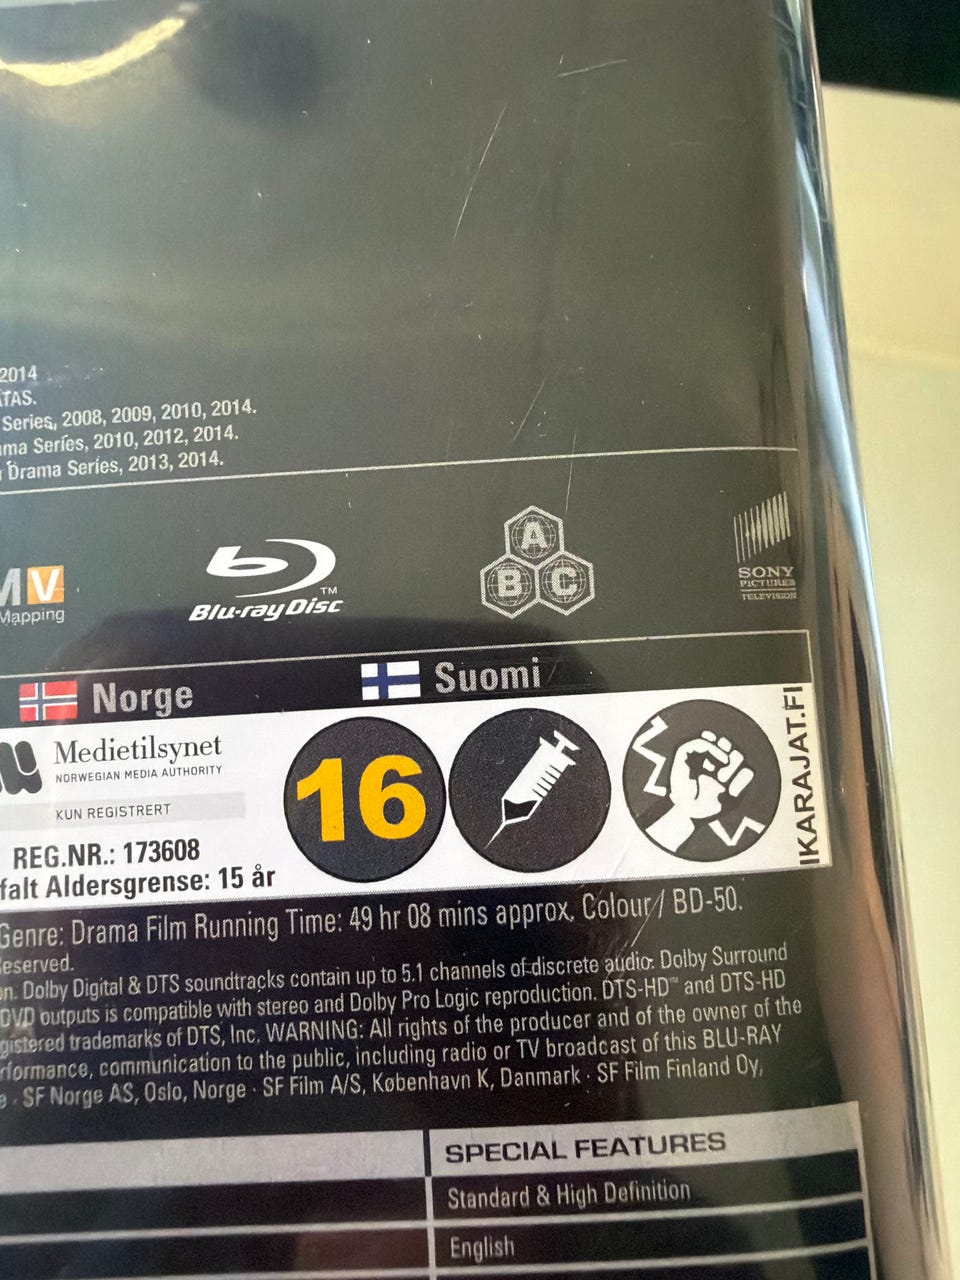 2014
TAS.
Series, 2008, 2009, 2010, 2014.
ma Series, 2010, 2012, 2014.
Drama Series, 2013, 2014.
MV
Mapping
Blu-ray Disc
TM
A
B C
SONY
PICTURES
TELEVISION
Norge
Suomi
Medietilsynet
NORWEGIAN MEDIA AUTHORITY
KUN REGISTRERT
REG.NR.: 173608
falt Aldersgrense: 15 år
16
IKARAJAT.FI
Genre: Drama Film Running Time: 49 hr 08 mins approx. Colour / BD-50.
eserved.
n. Dolby Digital & DTS soundtracks contain up to 5.1 channels of discrete audio. Dolby Surround
DVD outputs is compatible with stereo and Dolby Pro Logic reproduction. DTS-HD™ and DTS-HD
gistered trademarks of DTS, Inc. WARNING: All rights of the producer and of the owner of the
rformance, communication to the public, including radio or TV broadcast of this BLU-RAY
e · SF Norge AS, Oslo, Norge · SF Film A/S, København K, Danmark · SF Film Finland Oy,
SPECIAL FEATURES
Standard & High Definition
English